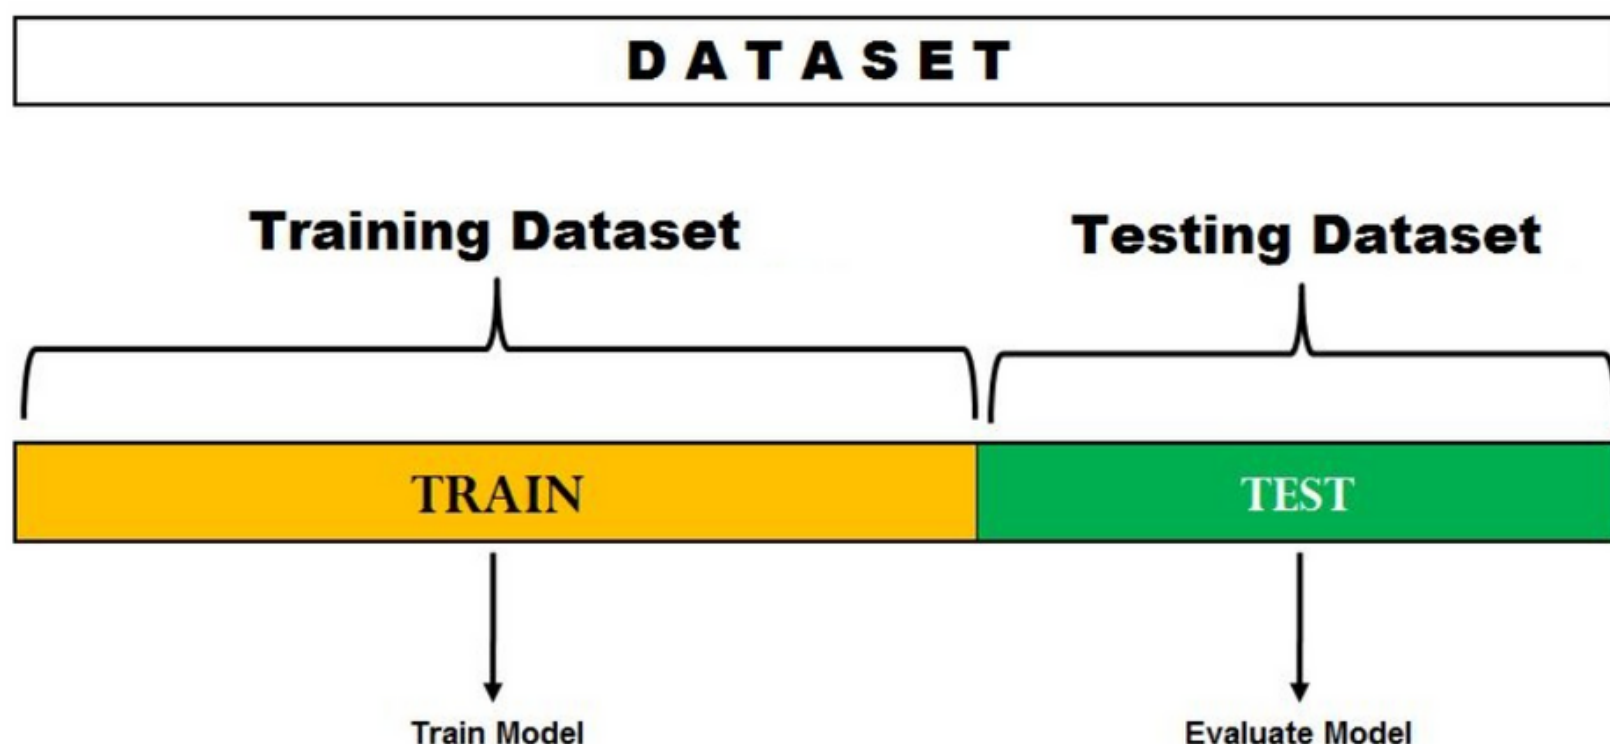 DATASET
Training Dataset
Testing Dataset
TRAIN
TEST
Train Model
Evaluate Model